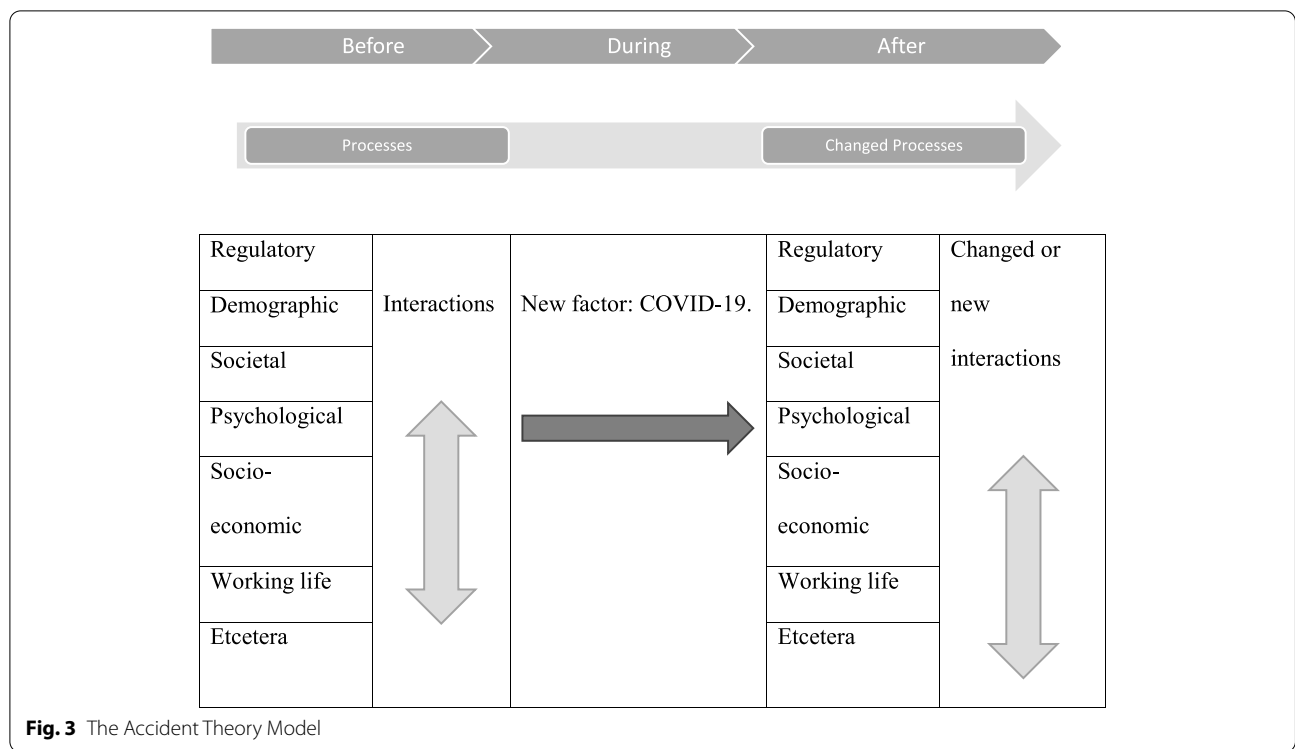 Before During After
Processes Changed Processes
Regulatory
Demographic
Societal
Psychological
Socio-
economic
Working life
Etcetera
Interactions
New factor: COVID-19.
Regulatory
Demographic
Societal
Psychological
Socio-
economic
Working life
Etcetera
Changed or
new
interactions
Fig. 3 The Accident Theory Model